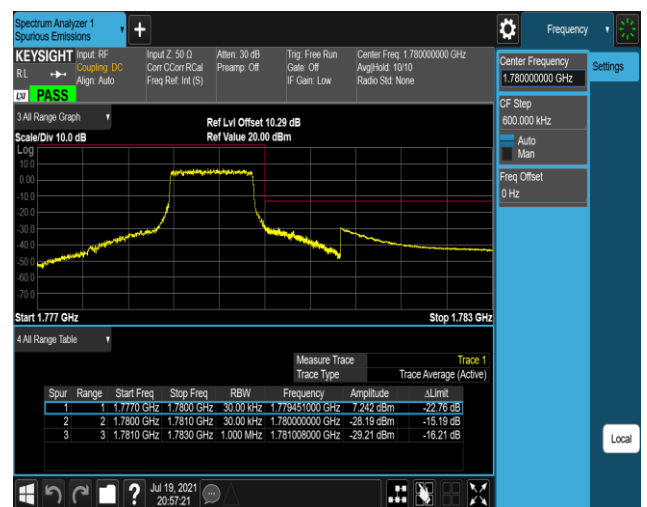 Spectrum Analyzer 1
Spurious Emissions
Frequency
KEYSIGHT
RL
LXI
PASS
Input: RF
Coupling: DC
Align: Auto
Input Z: 50 Ω
Corr CCorr RCal
Freq Ref: Int (S)
Atten: 30 dB
Preamp: Off
Trig: Free Run
Gate: Off
IF Gain: Low
Center Freq: 1.780000000 GHz
Avg|Hold: 10/10
Radio Std: None
Center Frequency
1.780000000 GHz
Settings
CF Step
600.000 kHz
Auto
Man
Freq Offset
0 Hz
Local
3 All Range Graph
Scale/Div 10.0 dB
Ref Lvl Offset 10.29 dB
Ref Value 20.00 dBm
Log
10.0
0.00
-10.0
-20.0
-30.0
-40.0
-50.0
-60.0
-70.0
Start 1.777 GHz
Stop 1.783 GHz
4 All Range Table
Measure Trace Trace 1
Trace Type Trace Average (Active)
Spur Range Start Freq Stop Freq RBW Frequency Amplitude ΔLimit
1 1 1.7770 GHz 1.7800 GHz 30.00 kHz 1.779451000 GHz 7.242 dBm -22.76 dB
2 2 1.7800 GHz 1.7810 GHz 30.00 kHz 1.780000000 GHz -28.19 dBm -15.19 dB
3 3 1.7810 GHz 1.7830 GHz 1.000 MHz 1.781008000 GHz -29.21 dBm -16.21 dB
Jul 19, 2021
20:57:21